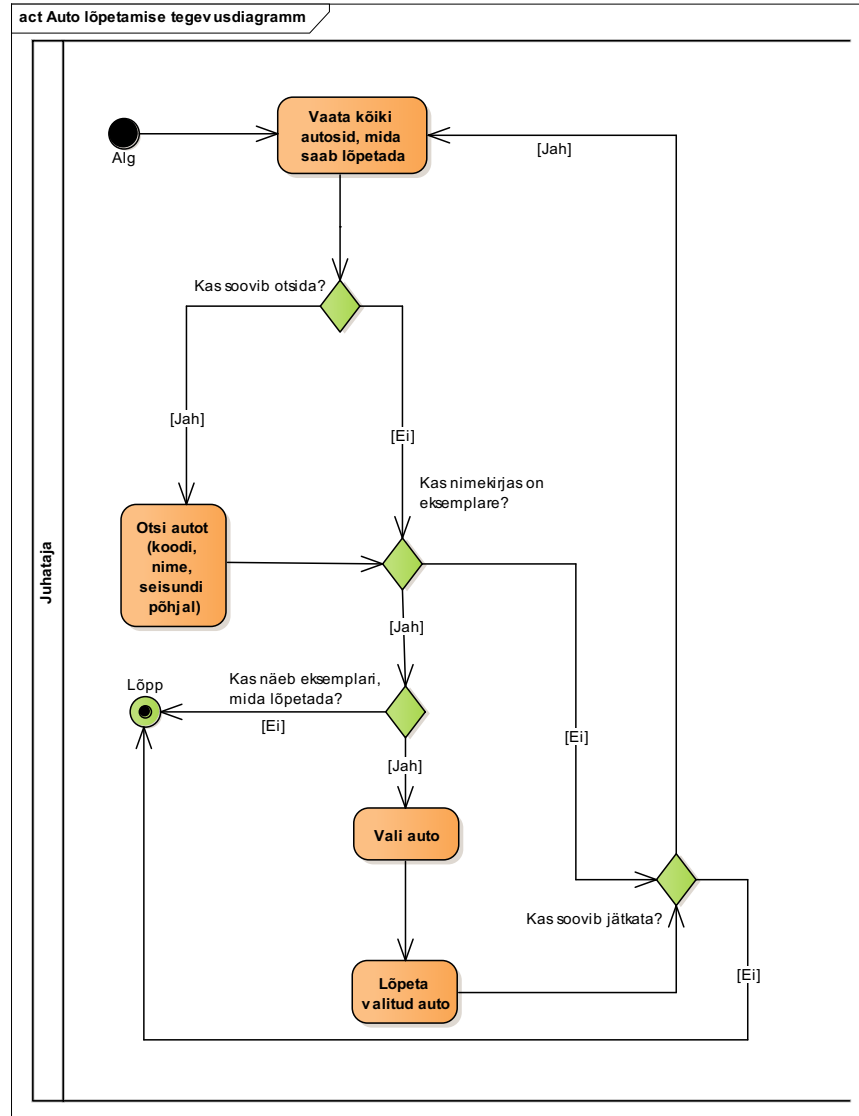 act Auto lõpetamise tegevusdiagramm
Juhataja
Alg
Vaata kõiki
autosid, mida
saab lõpetada
[Jah]
Kas soovib otsida?
[Jah]
[Ei]
Kas nimekirjas on
eksemplare?
Otsi autot
(koodi,
nime,
seisundi
põhjal)
[Jah]
Kas näeb eksemplari,
mida lõpetada?
Lõpp
[Ei]
[Ei]
[Jah]
Vali auto
Kas soovib jätkata?
[Ei]
Lõpeta
valitud auto